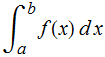 ∫_a^b f(x) dx